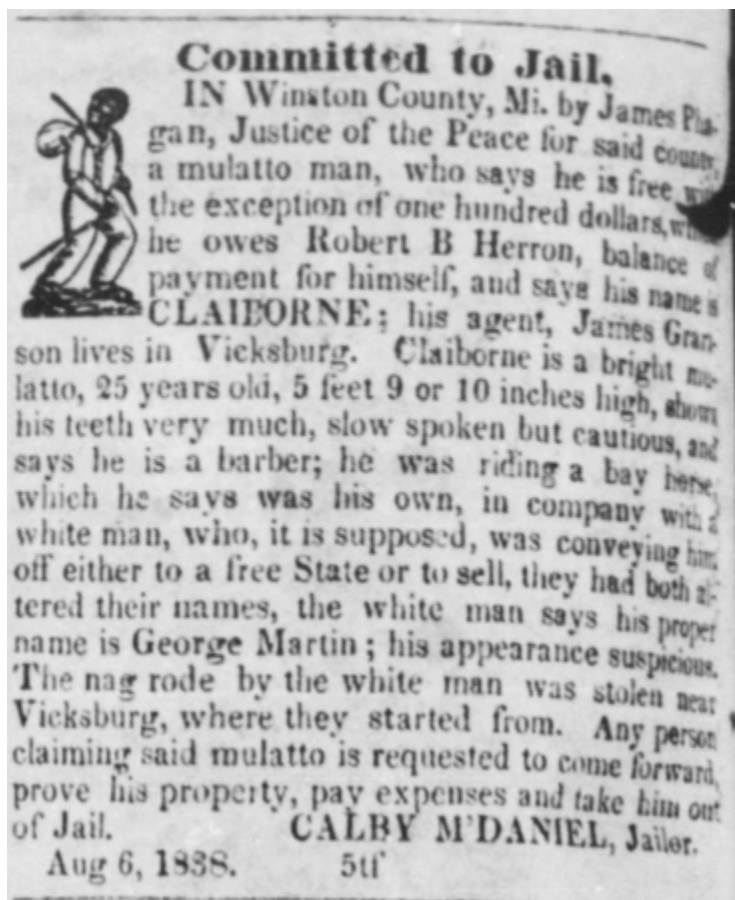 Committed to Jail.
IN Winston County, Mi. by James Pha-
gan, Justice of the Peace for said county,
a mulatto man, who says he is free with
the exception of one hundred dollars, which
he owes Robert B Herron, balance of
payment for himself, and says his name is
CLAIBORNE; his agent, James Gran-
son lives in Vicksburg. Claiborne is a bright mu-
latto, 25 years old, 5 feet 9 or 10 inches high, shows
his teeth very much, slow spoken but cautious, and
says he is a barber; he was riding a bay horse,
which he says was his own, in company with a
white man, who, it is supposed, was conveying him
off either to a free State or to sell, they had both al-
tered their names, the white man says his proper
name is George Martin; his appearance suspicious.
The nag rode by the white man was stolen near
Vicksburg, where they started from. Any person
claiming said mulatto is requested to come forward,
prove his property, pay expenses and take him out
of Jail. CALBY M'DANIEL, Jailer.
Aug 6, 1838. 5tf